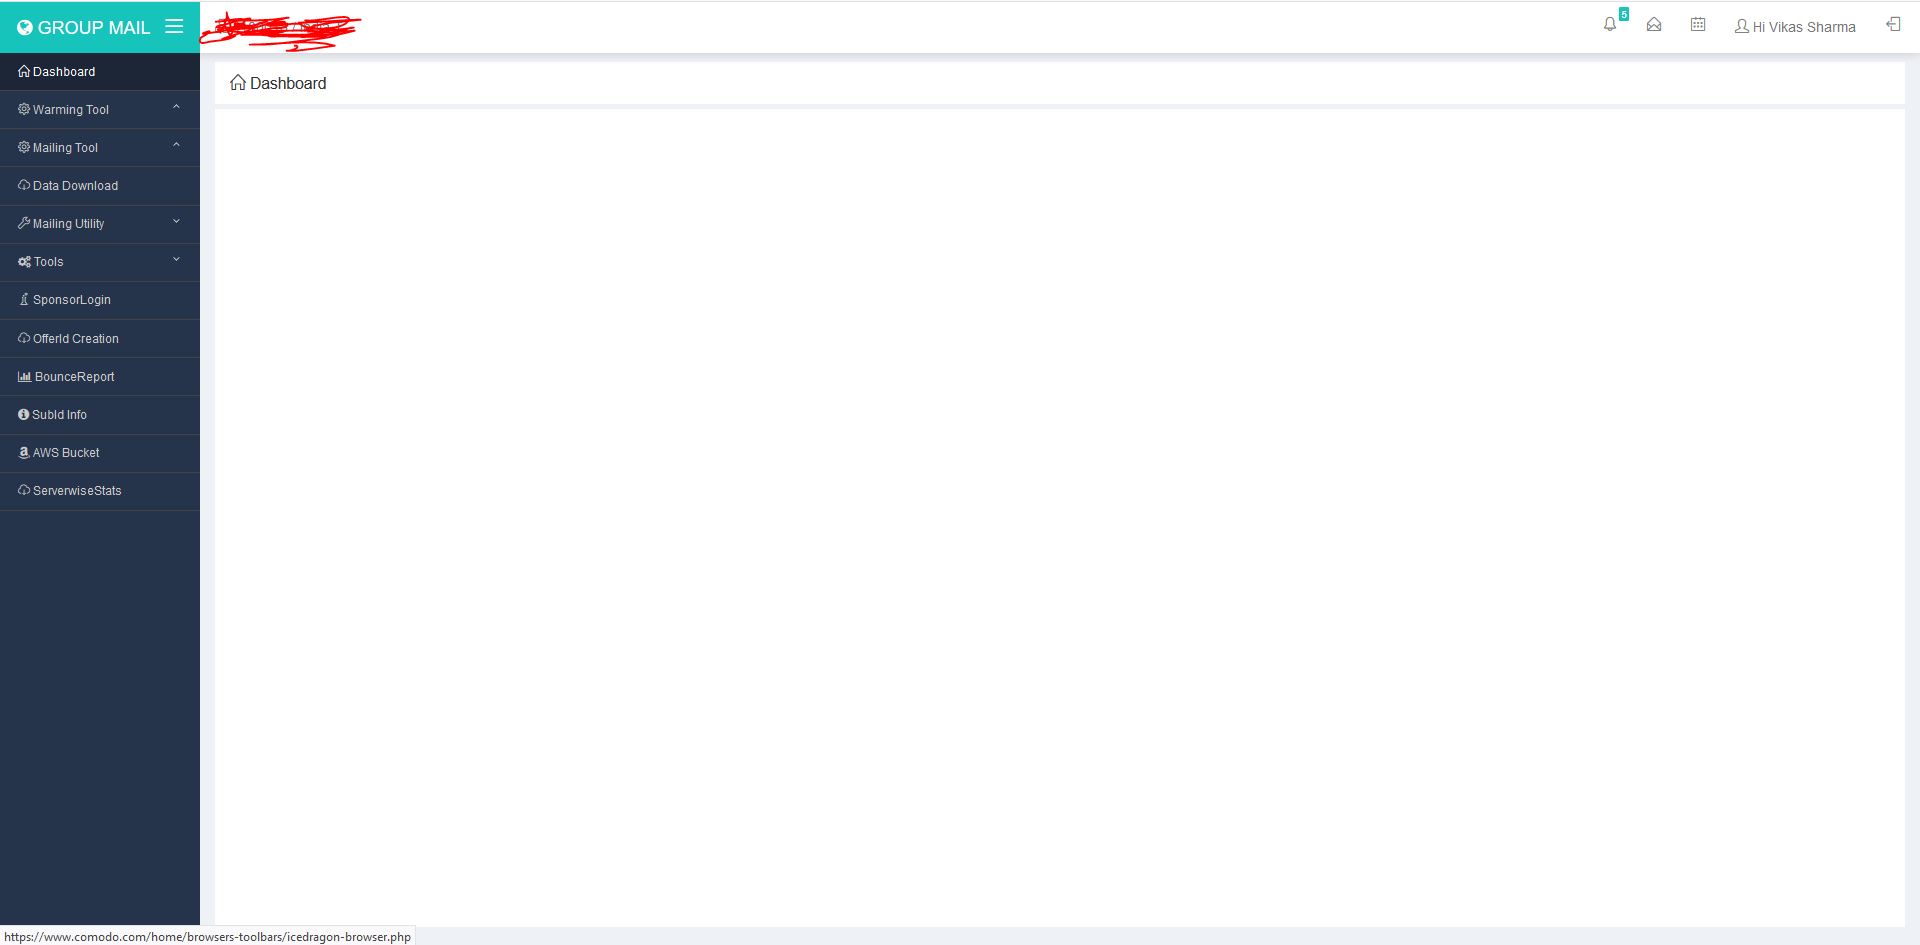 GROUP MAIL
5
Hi Vikas Sharma
Dashboard
Dashboard
Warming Tool
Mailing Tool
Data Download
Mailing Utility
Tools
SponsorLogin
OfferId Creation
BounceReport
SubId Info
AWS Bucket
ServerwiseStats
https://www.comodo.com/home/browsers-toolbars/icedragon-browser.php